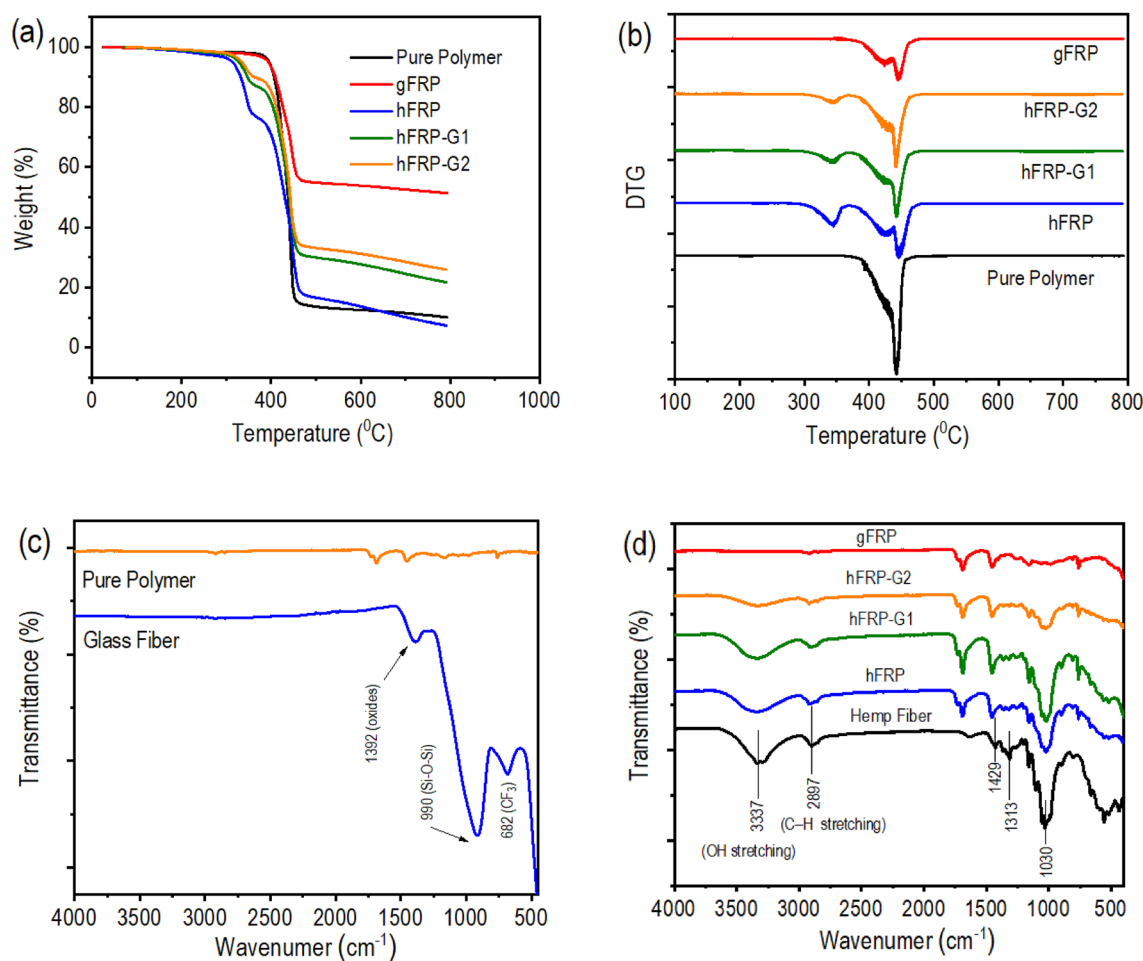 (a)
100
80
60
40
20
0
Weight (%)
Pure Polymer
gFRP
hFRP
hFRP-G1
hFRP-G2
0
200
400
600
800
1000
Temperature (⁰C)
(b)
DTG
gFRP
hFRP-G2
hFRP-G1
hFRP
Pure Polymer
100
200
300
400
500
600
700
800
Temperature (⁰C)
(c)
Transmittance (%)
Pure Polymer
Glass Fiber
1392 (oxides)
990 (Si-O-Si)
682 (CF₃)
4000
3500
3000
2500
2000
1500
1000
500
Wavenumer (cm⁻¹)
(d)
Transmittance (%)
gFRP
hFRP-G2
hFRP-G1
hFRP
Hemp Fiber
3337
(OH stretching)
2897
(C–H stretching)
1429
1313
1030
4000
3500
3000
2500
2000
1500
1000
500
Wavenumer (cm⁻¹)